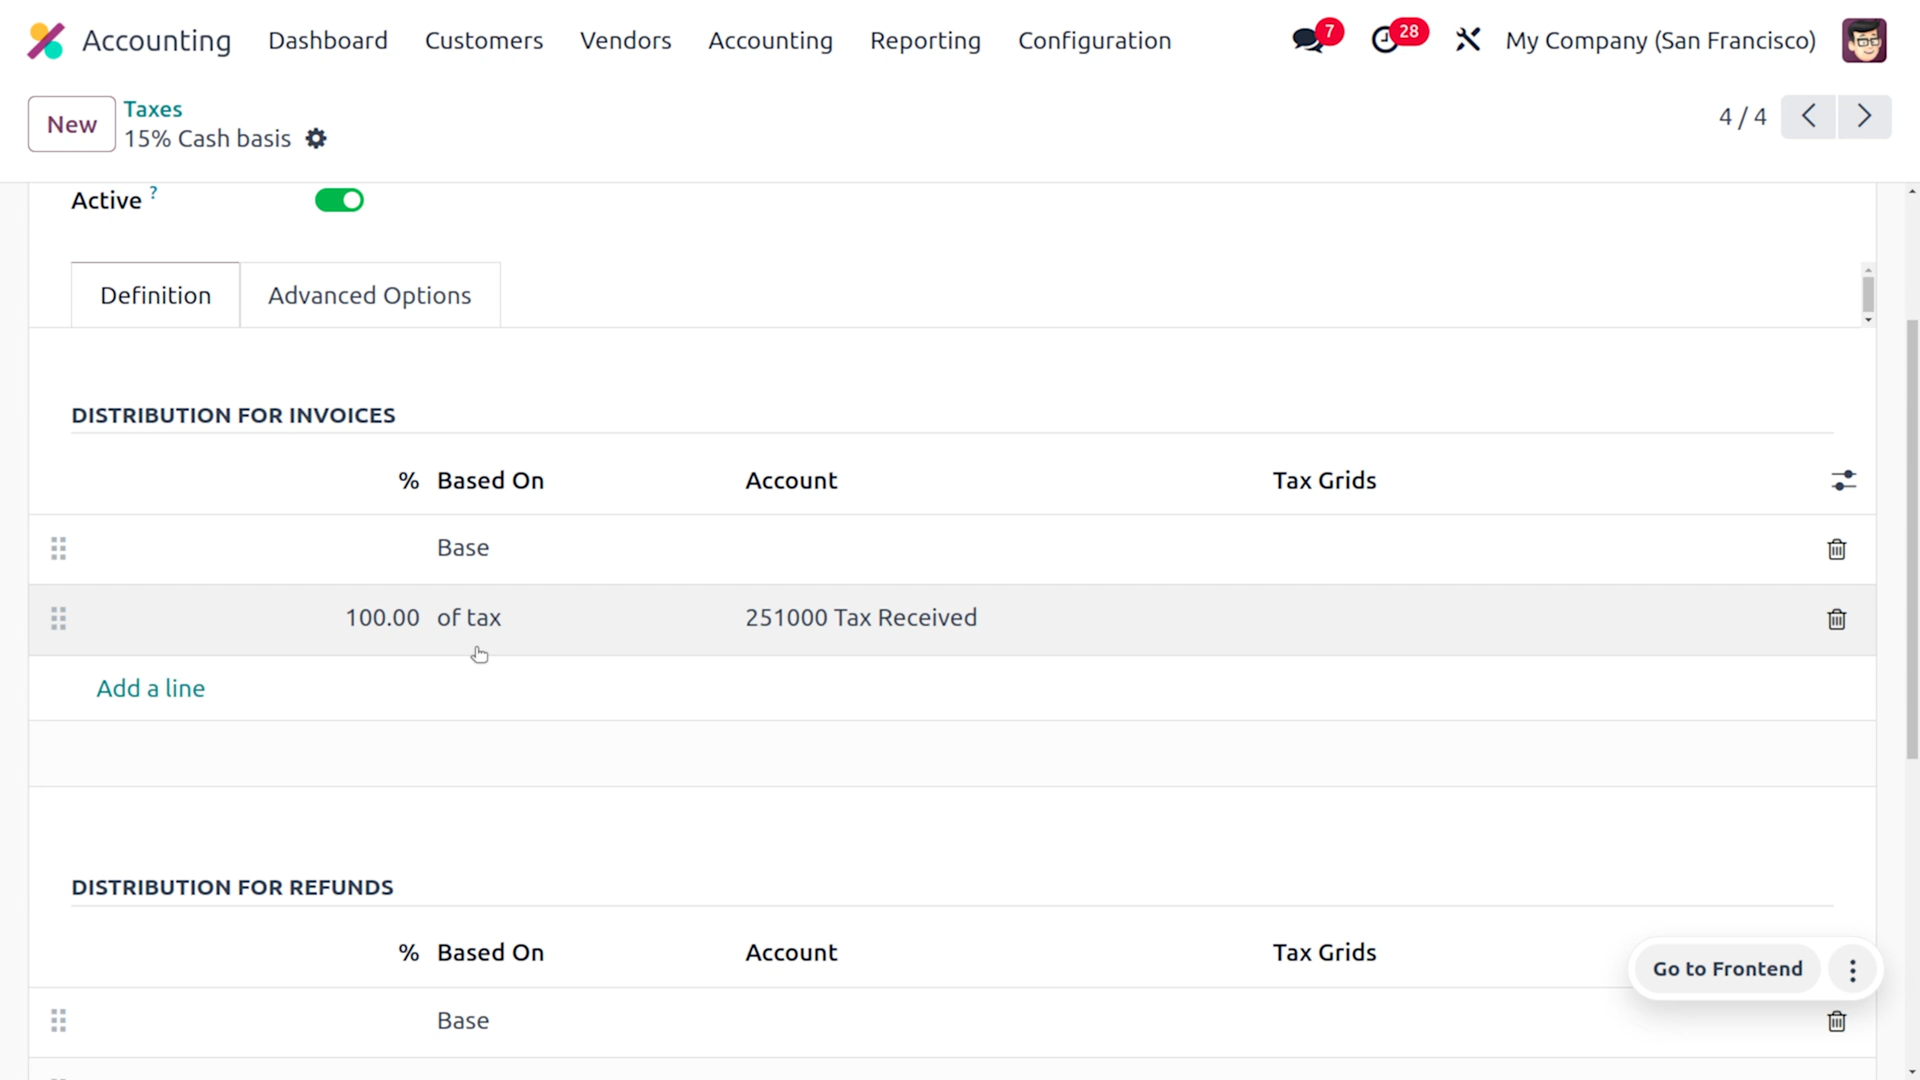 Accounting Dashboard Customers Vendors Accounting Reporting Configuration 7 28 My Company (San Francisco)
New Taxes
15% Cash basis
4 / 4
Active ?
Definition Advanced Options
DISTRIBUTION FOR INVOICES
% Based On Account Tax Grids
Base
100.00 of tax 251000 Tax Received
Add a line
DISTRIBUTION FOR REFUNDS
% Based On Account Tax Grids
Go to Frontend
Base